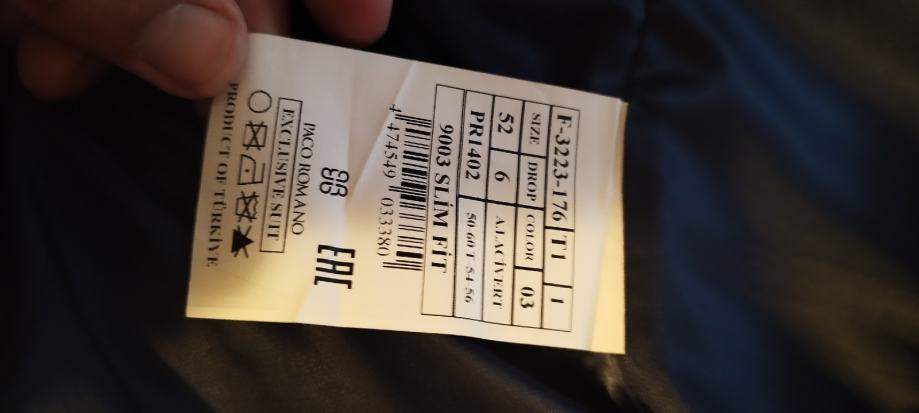 F-3223-176 T1 1
SIZE DROP COLOR 03
52 6 A.LACİVERT
PR1402 50-60 T-54-56
9003 SLİM FİT
4 474549 033380
EAC
PACO ROMANO
EXCLUSIVE SUIT
PRODUCT OF TÜRKİYE